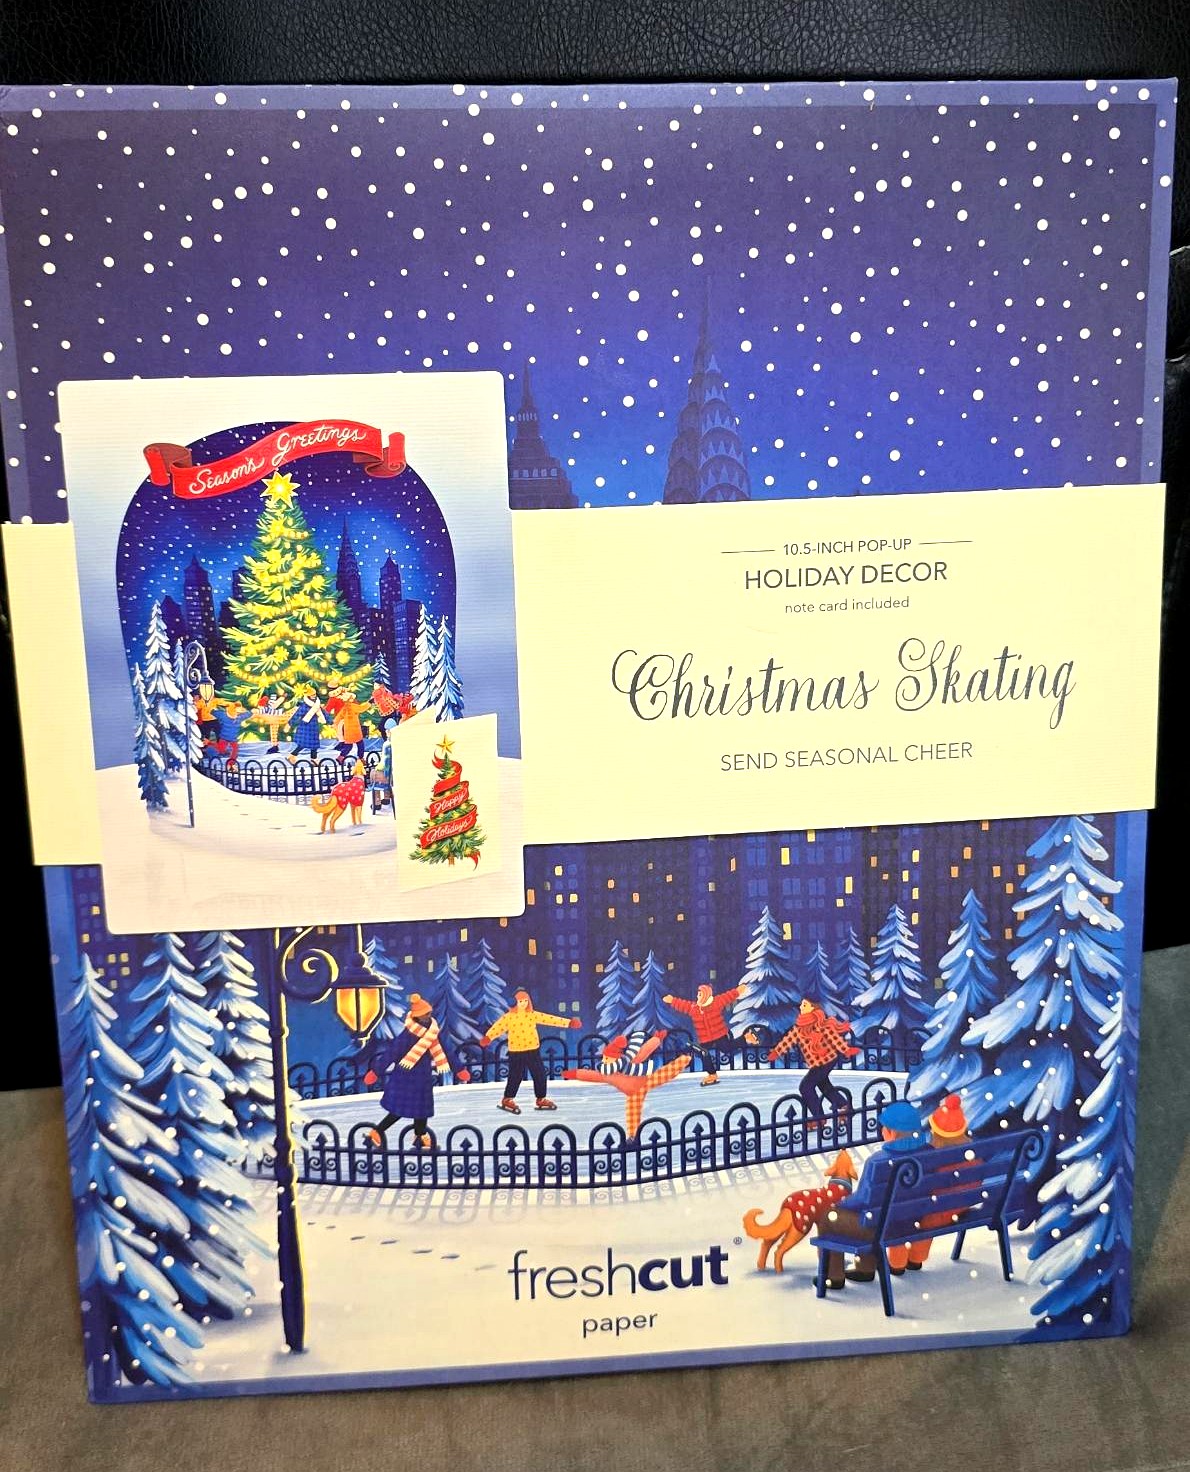 Season's Greetings
Happy
Holidays
10.5-INCH POP-UP
HOLIDAY DECOR
note card included
Christmas Skating
SEND SEASONAL CHEER
freshcut®
paper